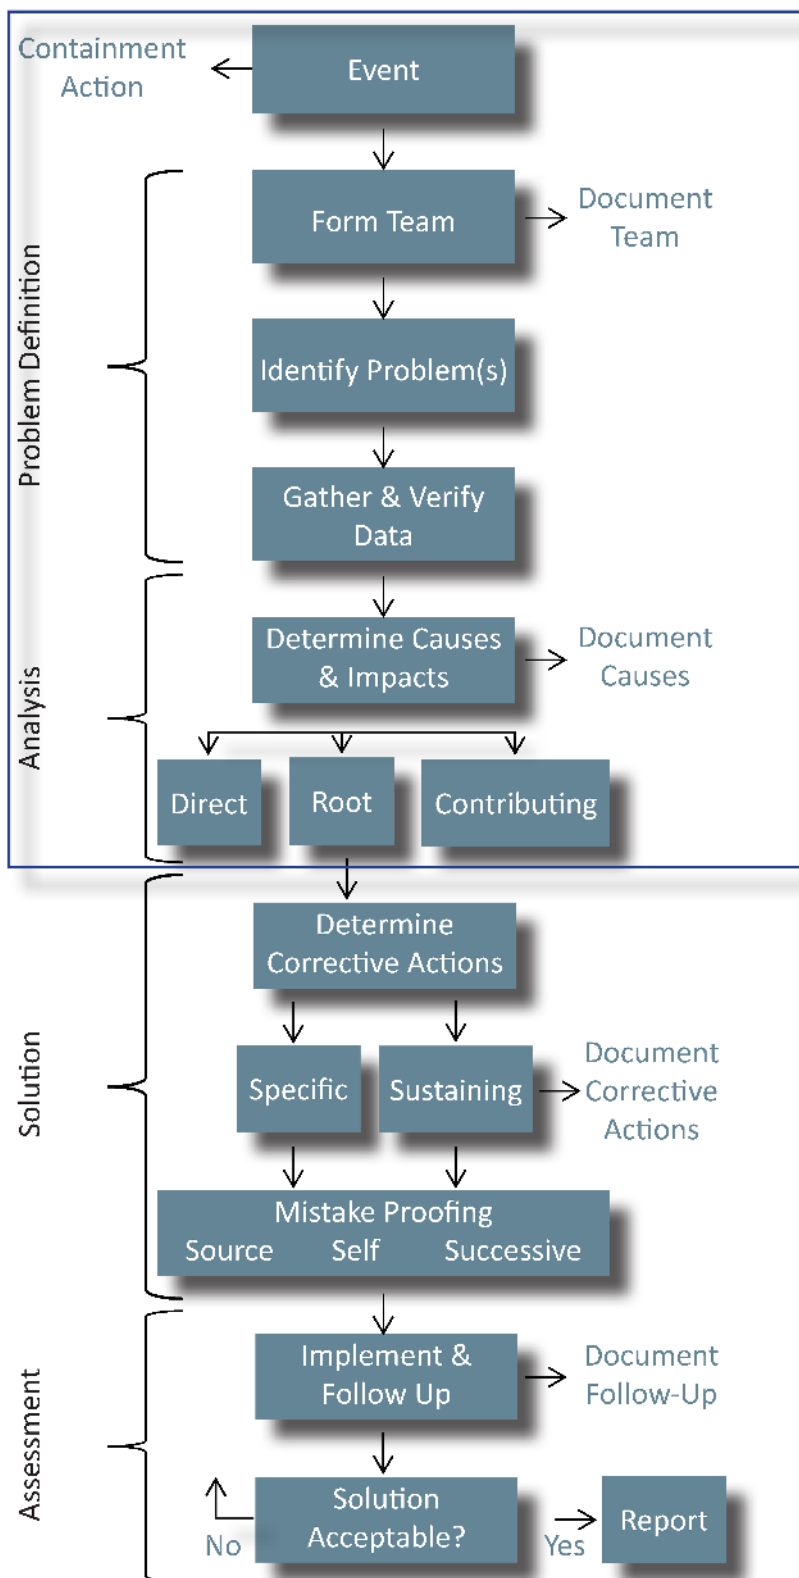 Containment
Action
Event
Problem Definition
Form Team
Document
Team
Identify Problem(s)
Gather & Verify
Data
Analysis
Determine Causes
& Impacts
Document
Causes
Direct
Root
Contributing
Solution
Determine
Corrective Actions
Specific
Sustaining
Document
Corrective
Actions
Mistake Proofing
Source Self Successive
Assessment
Implement &
Follow Up
Document
Follow-Up
Solution
Acceptable?
No
Yes
Report